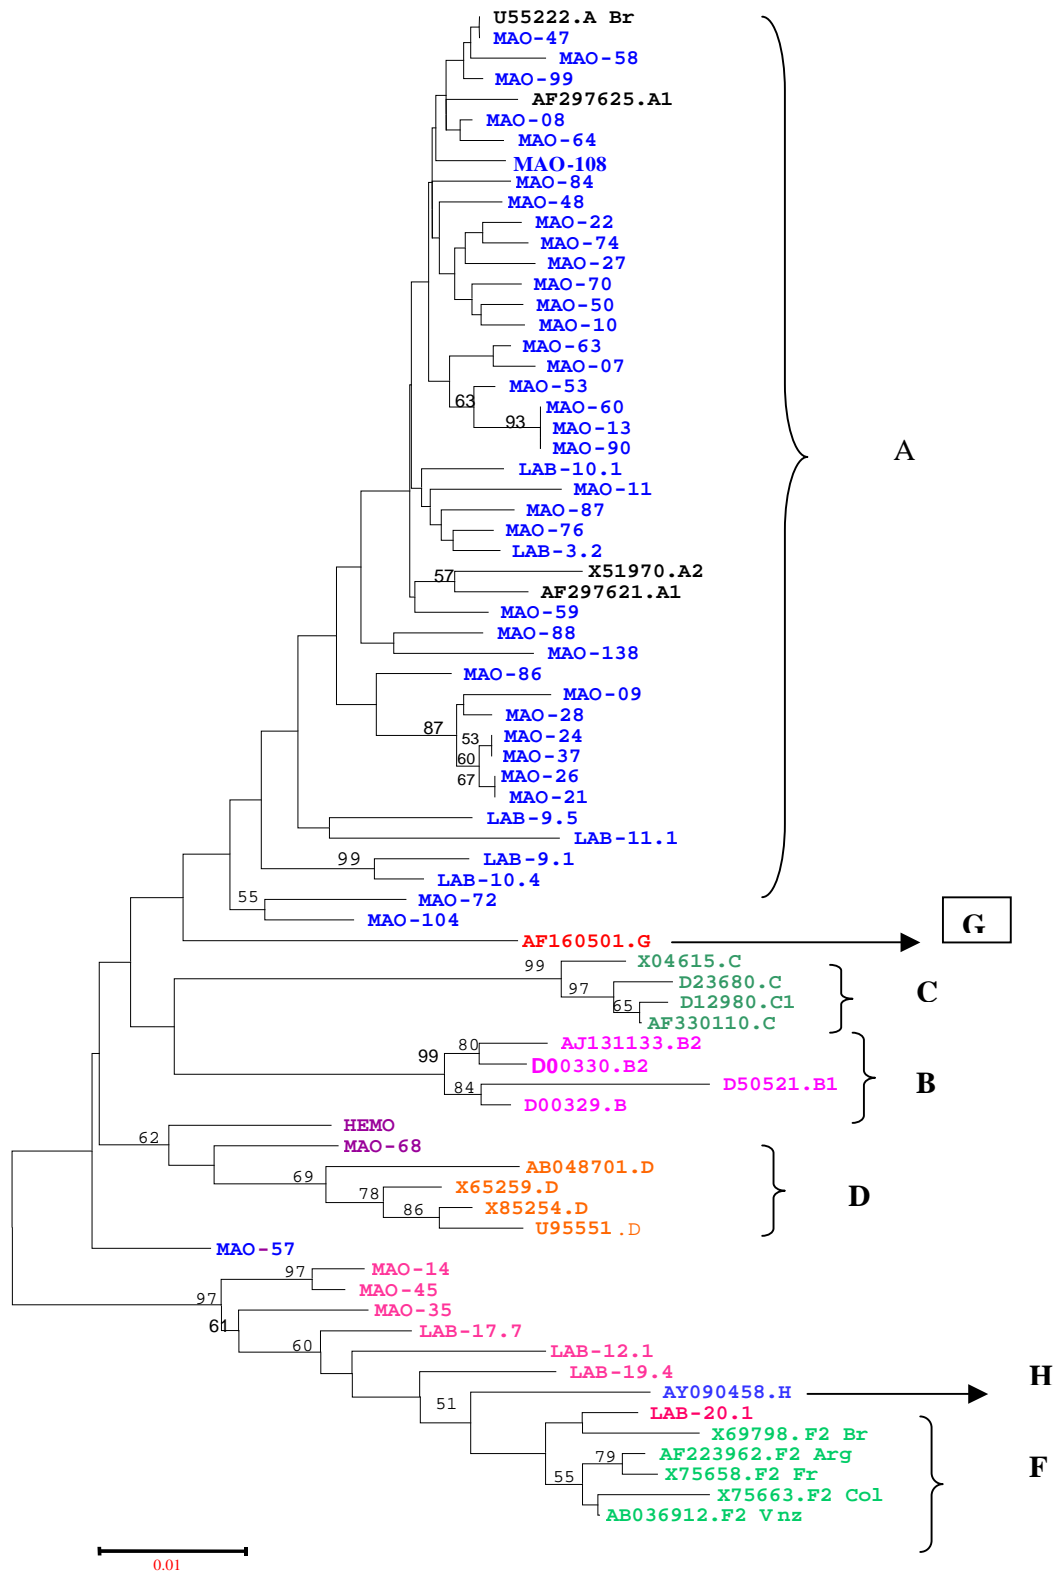 U55222.A Br
MAO-47
MAO-58
MAO-99
AF297625.A1
MAO-08
MAO-64
MAO-108
MAO-84
MAO-48
MAO-22
MAO-74
MAO-27
MAO-70
MAO-50
MAO-10
MAO-63
MAO-07
MAO-53
63
MAO-60
93
MAO-13
MAO-90
A
LAB-10.1
MAO-11
MAO-87
MAO-76
LAB-3.2
57
X51970.A2
AF297621.A1
MAO-59
MAO-88
MAO-138
MAO-86
MAO-09
MAO-28
87
53
MAO-24
60
MAO-37
67
MAO-26
MAO-21
LAB-9.5
LAB-11.1
99
LAB-9.1
LAB-10.4
55
MAO-72
MAO-104
AF160501.G
G
99
X04615.C
97
D23680.C
65
D12980.C1
AF330110.C
C
80
AJ131133.B2
99
D00330.B2
84
D50521.B1
D00329.B
B
HEMO
62
MAO-68
69
AB048701.D
78
X65259.D
86
X85254.D
U95551.D
D
MAO-57
97
MAO-14
97
MAO-45
MAO-35
61
LAB-17.7
60
LAB-12.1
LAB-19.4
AY090458.H
H
51
LAB-20.1
X69798.F2 Br
79
AF223962.F2 Arg
55
X75658.F2 Fr
X75663.F2 Col
AB036912.F2 Vnz
F
0.01